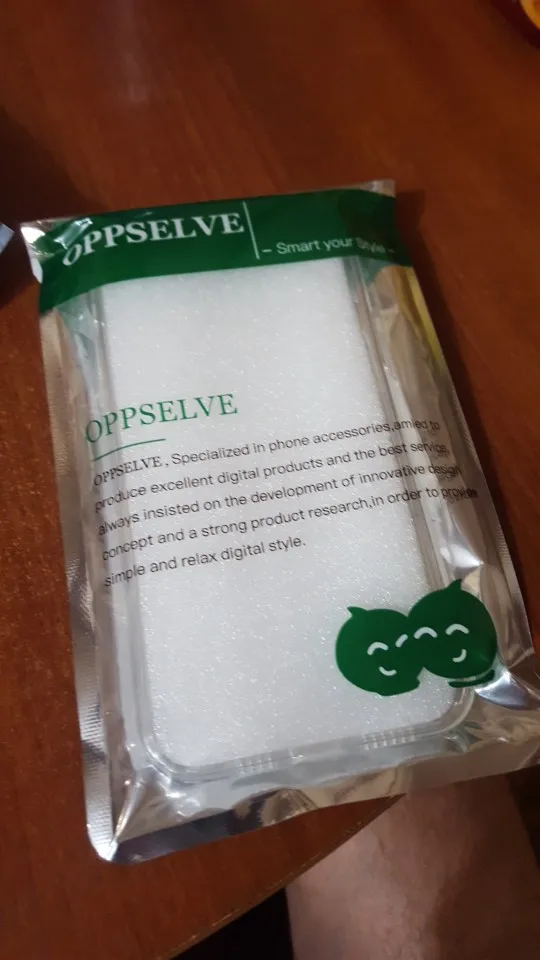 OPPSELVE
– Smart your Style –
OPPSELVE
OPPSELVE , Specialized in phone accessories,amied to
produce excellent digital products and the best service,
always insisted on the development of innovative design
concept and a strong product research,in order to provide
simple and relax digital style.